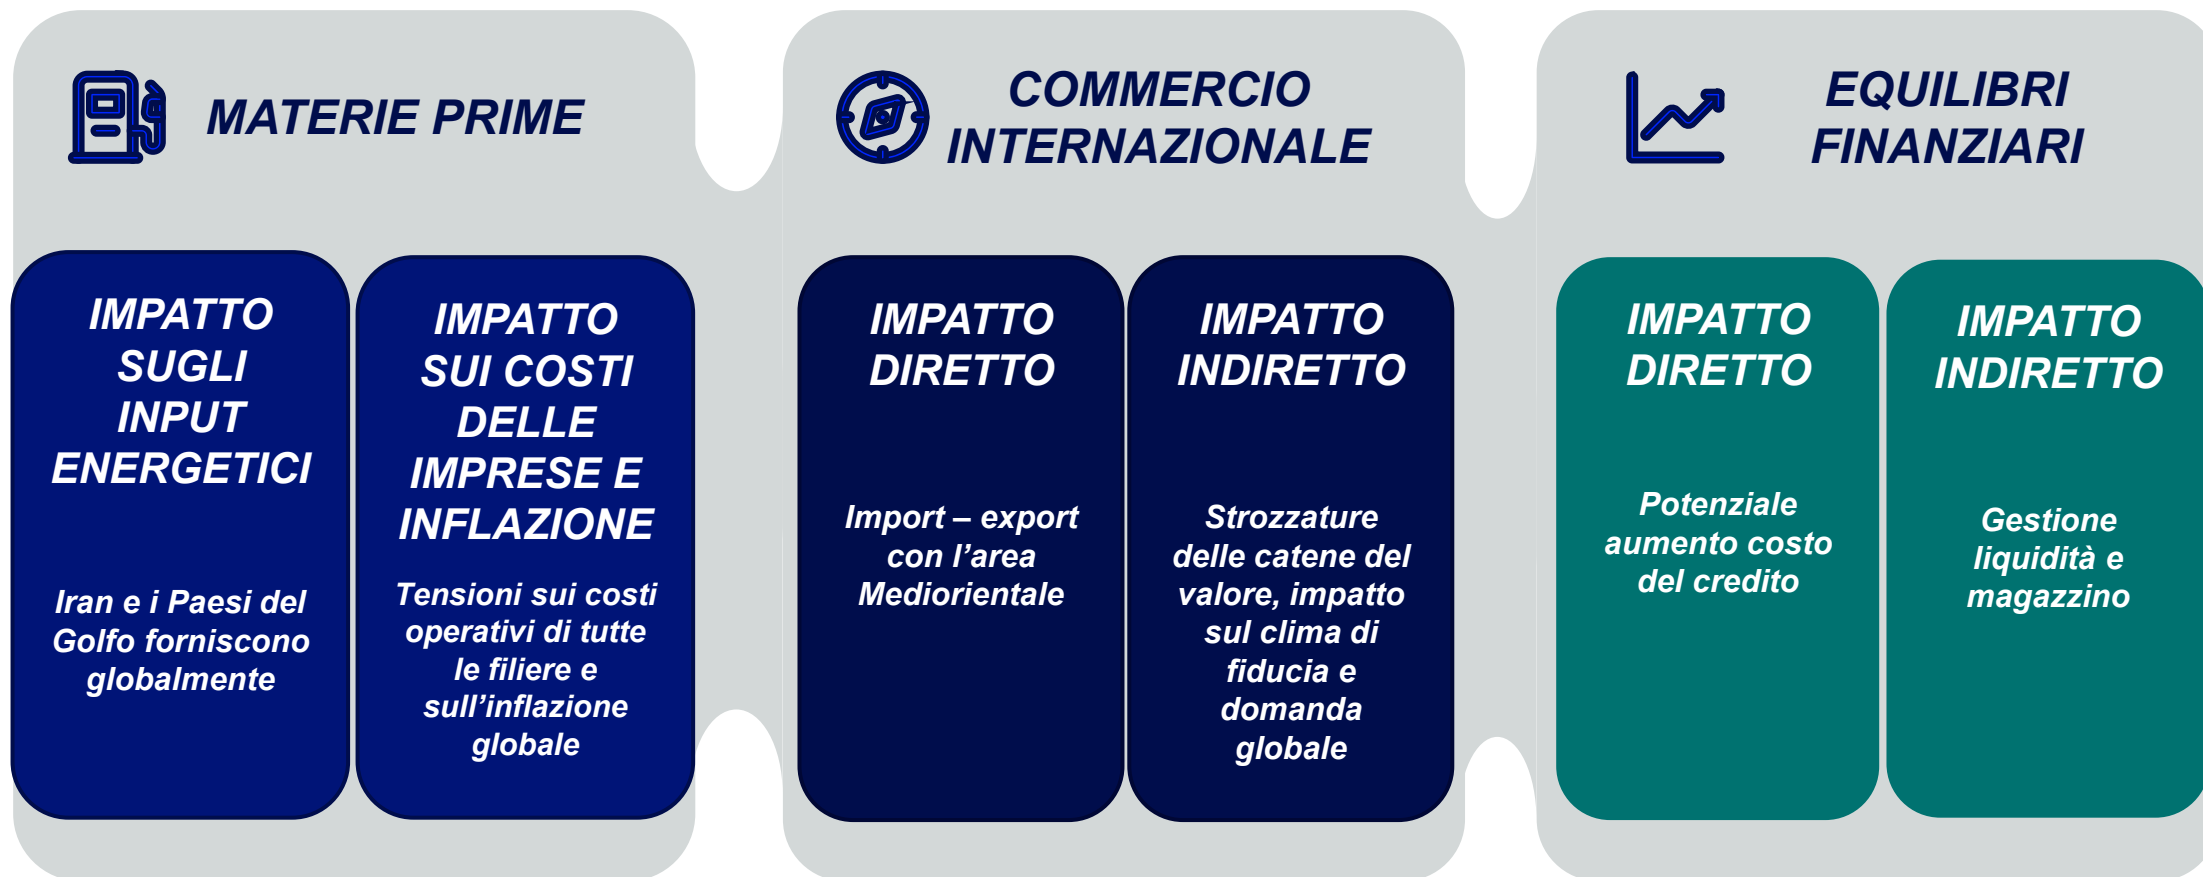 MATERIE PRIME
IMPATTO
SUGLI
INPUT
ENERGETICI
Iran e i Paesi del
Golfo forniscono
globalmente
IMPATTO
SUI COSTI
DELLE
IMPRESE E
INFLAZIONE
Tensioni sui costi
operativi di tutte
le filiere e
sull’inflazione
globale
COMMERCIO
INTERNAZIONALE
IMPATTO
DIRETTO
Import – export
con l’area
Mediorientale
IMPATTO
INDIRETTO
Strozzature
delle catene del
valore, impatto
sul clima di
fiducia e
domanda
globale
EQUILIBRI
FINANZIARI
IMPATTO
DIRETTO
Potenziale
aumento costo
del credito
IMPATTO
INDIRETTO
Gestione
liquidità e
magazzino